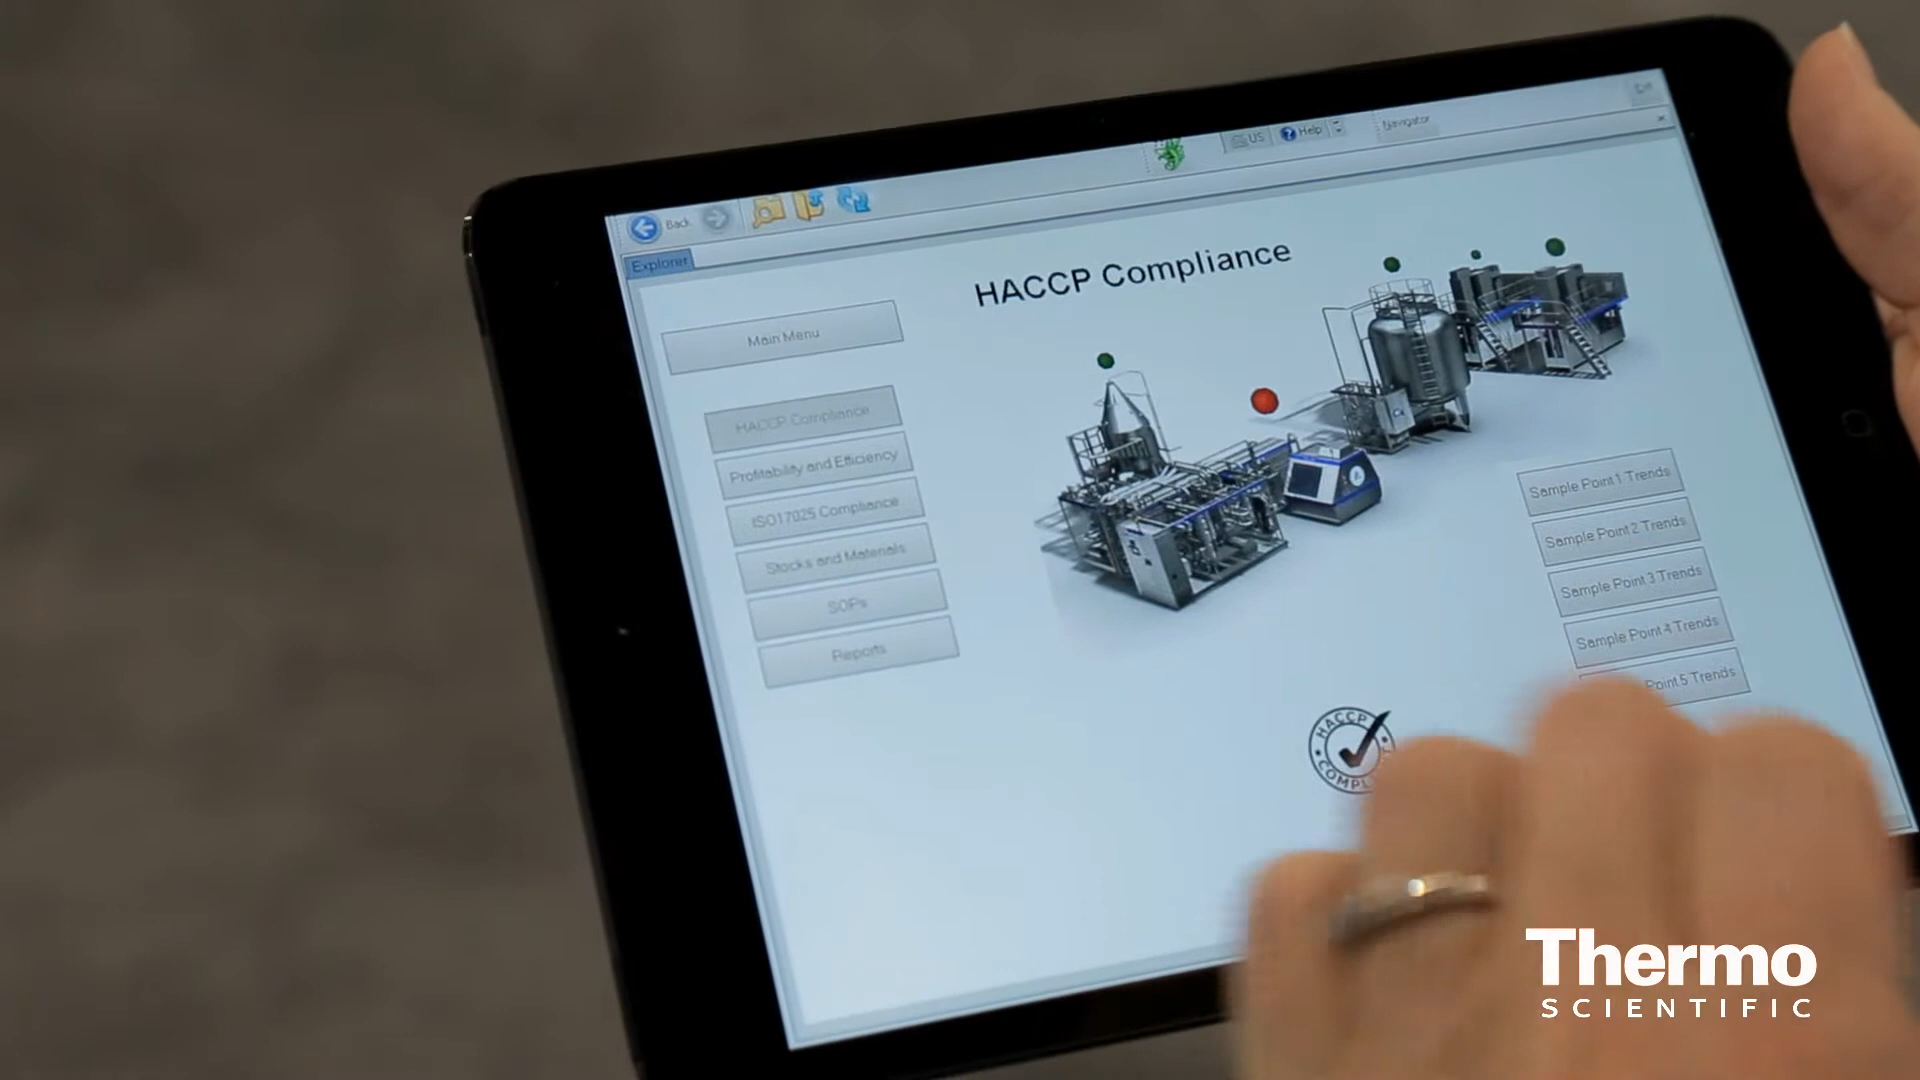 Exit
US
Help
Navigator
Back
Explorer
HACCP Compliance
Main Menu
HACCP Compliance
Profitability and Efficiency
ISO17025 Compliance
Stocks and Materials
SOPs
Reports
Sample Point 1 Trends
Sample Point 2 Trends
Sample Point 3 Trends
Sample Point 4 Trends
Point 5 Trends
HACCP
COMPL
Thermo
SCIENTIFIC